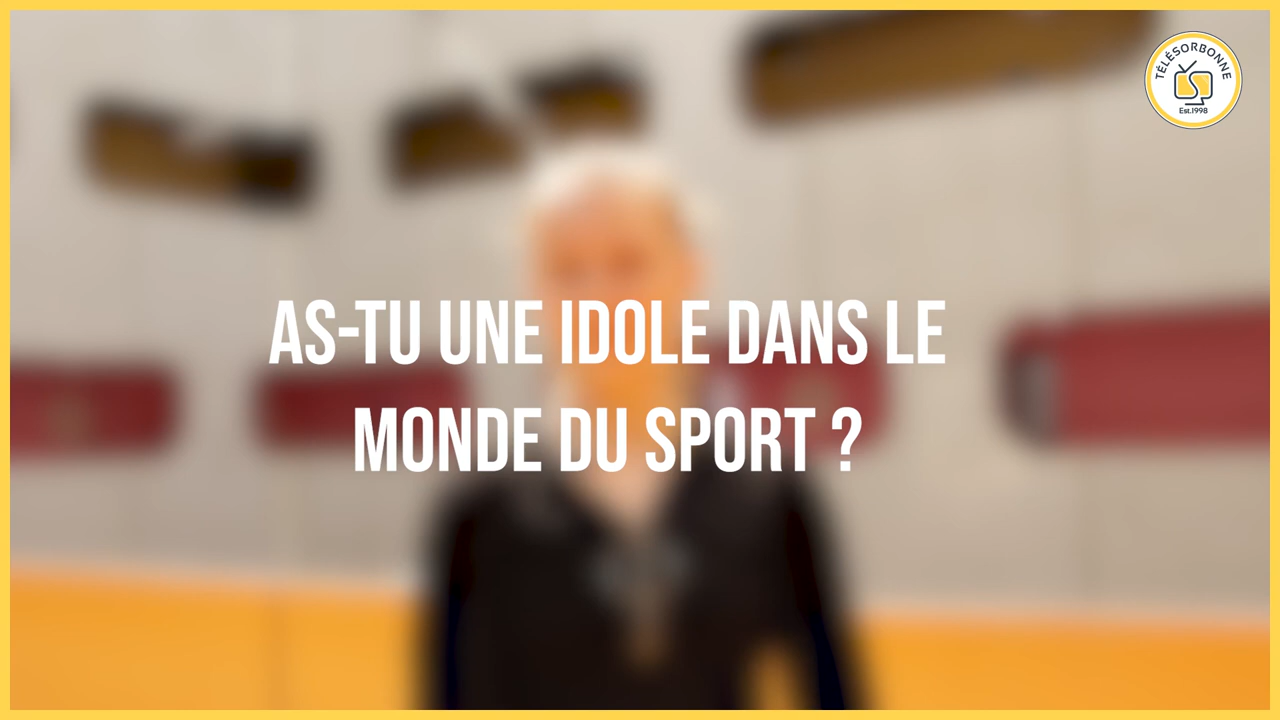 TÉLÉSORBONNE
Est.1998
AS-TU UNE IDOLE DANS LE
MONDE DU SPORT ?